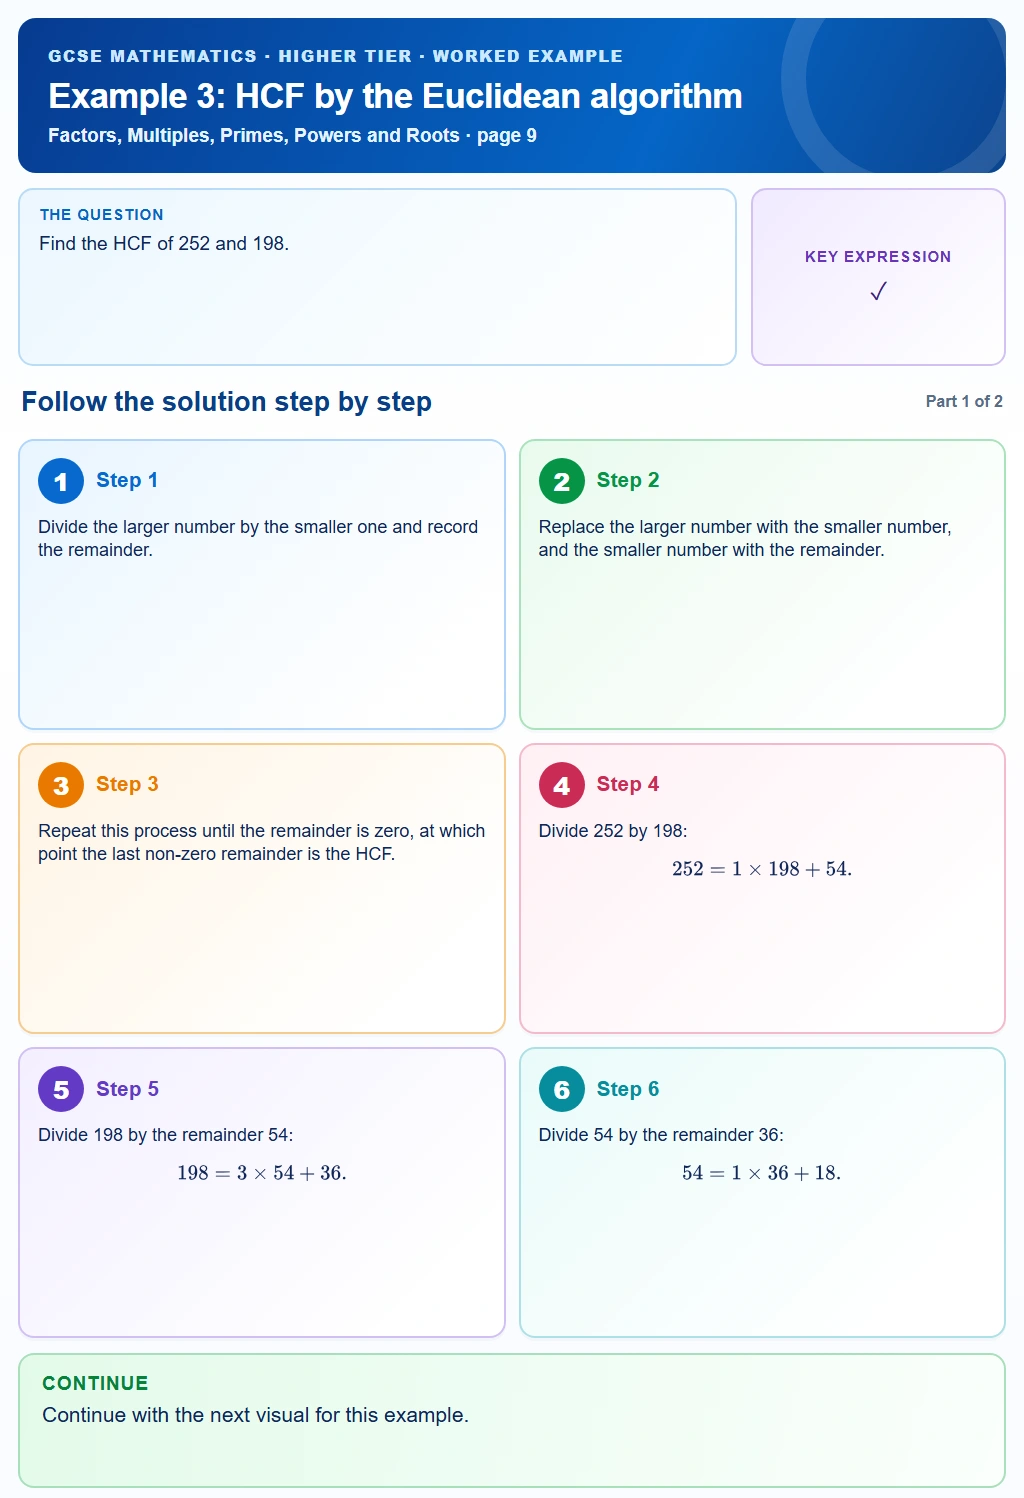 GCSE MATHEMATICS · HIGHER TIER · WORKED EXAMPLE
Example 3: HCF by the Euclidean algorithm
Factors, Multiples, Primes, Powers and Roots · page 9
THE QUESTION
Find the HCF of 252 and 198.
KEY EXPRESSION
✓
Follow the solution step by step
Part 1 of 2
1 Step 1
Divide the larger number by the smaller one and record
the remainder.
2 Step 2
Replace the larger number with the smaller number,
and the smaller number with the remainder.
3 Step 3
Repeat this process until the remainder is zero, at which
point the last non-zero remainder is the HCF.
4 Step 4
Divide 252 by 198:
252 = 1 × 198 + 54.
5 Step 5
Divide 198 by the remainder 54:
198 = 3 × 54 + 36.
6 Step 6
Divide 54 by the remainder 36:
54 = 1 × 36 + 18.
CONTINUE
Continue with the next visual for this example.